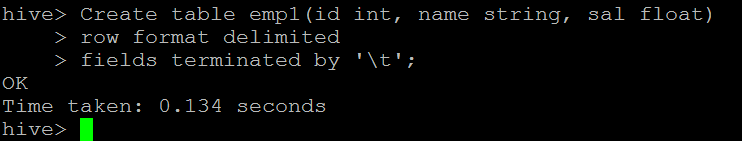 hive> Create table emp1(id int, name string, sal float)
    > row format delimited
    > fields terminated by '\t';
OK
Time taken: 0.134 seconds
hive>